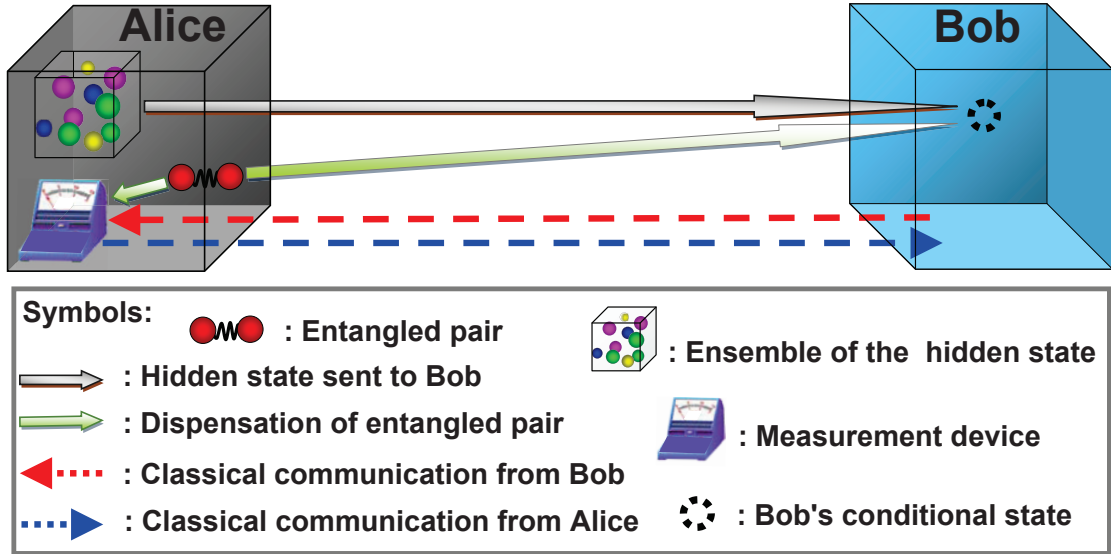 Alice
Bob
Symbols:
: Entangled pair
: Ensemble of the hidden state
: Hidden state sent to Bob
: Dispensation of entangled pair
: Measurement device
: Classical communication from Bob
: Classical communication from Alice
: Bob's conditional state